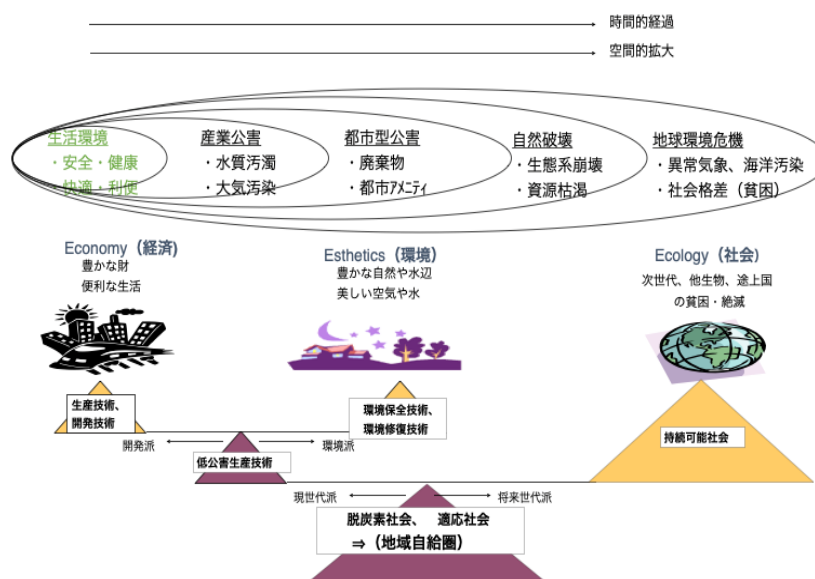 時間的経過
空間的拡大
生活環境
・安全・健康
・快適・利便
産業公害
・水質汚濁
・大気汚染
都市型公害
・廃棄物
・都市ｱﾒﾆﾃｨ
自然破壊
・生態系崩壊
・資源枯渇
地球環境危機
・異常気象、海洋汚染
・社会格差（貧困）
Economy（経済)
豊かな財
便利な生活
Esthetics（環境）
豊かな自然や水辺
美しい空気や水
Ecology（社会）
次世代、他生物、途上国
の貧困・絶滅
生産技術、
開発技術
環境保全技術、
環境修復技術
開発派
環境派
低公害生産技術
持続可能社会
現世代派
将来世代派
脱炭素社会、 適応社会
⇒（地域自給圏）